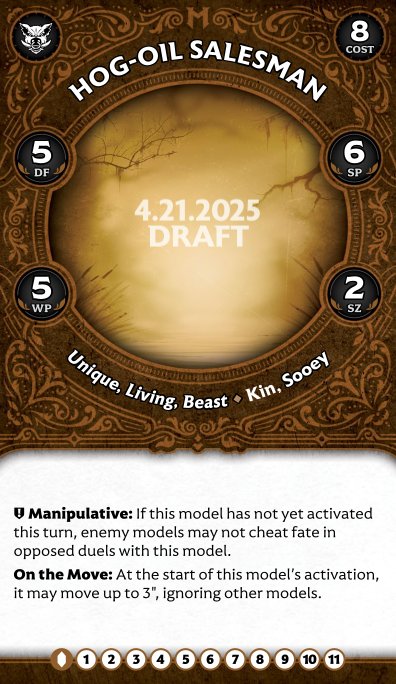 8
COST
HOG-OIL SALESMAN
5
DF
6
SP
4.21.2025
DRAFT
5
WP
2
SZ
Unique, Living, Beast ♦ Kin, Sooey
Manipulative: If this model has not yet activated
this turn, enemy models may not cheat fate in
opposed duels with this model.
On the Move: At the start of this model's activation,
it may move up to 3", ignoring other models.
1 2 3 4 5 6 7 8 9 10 11